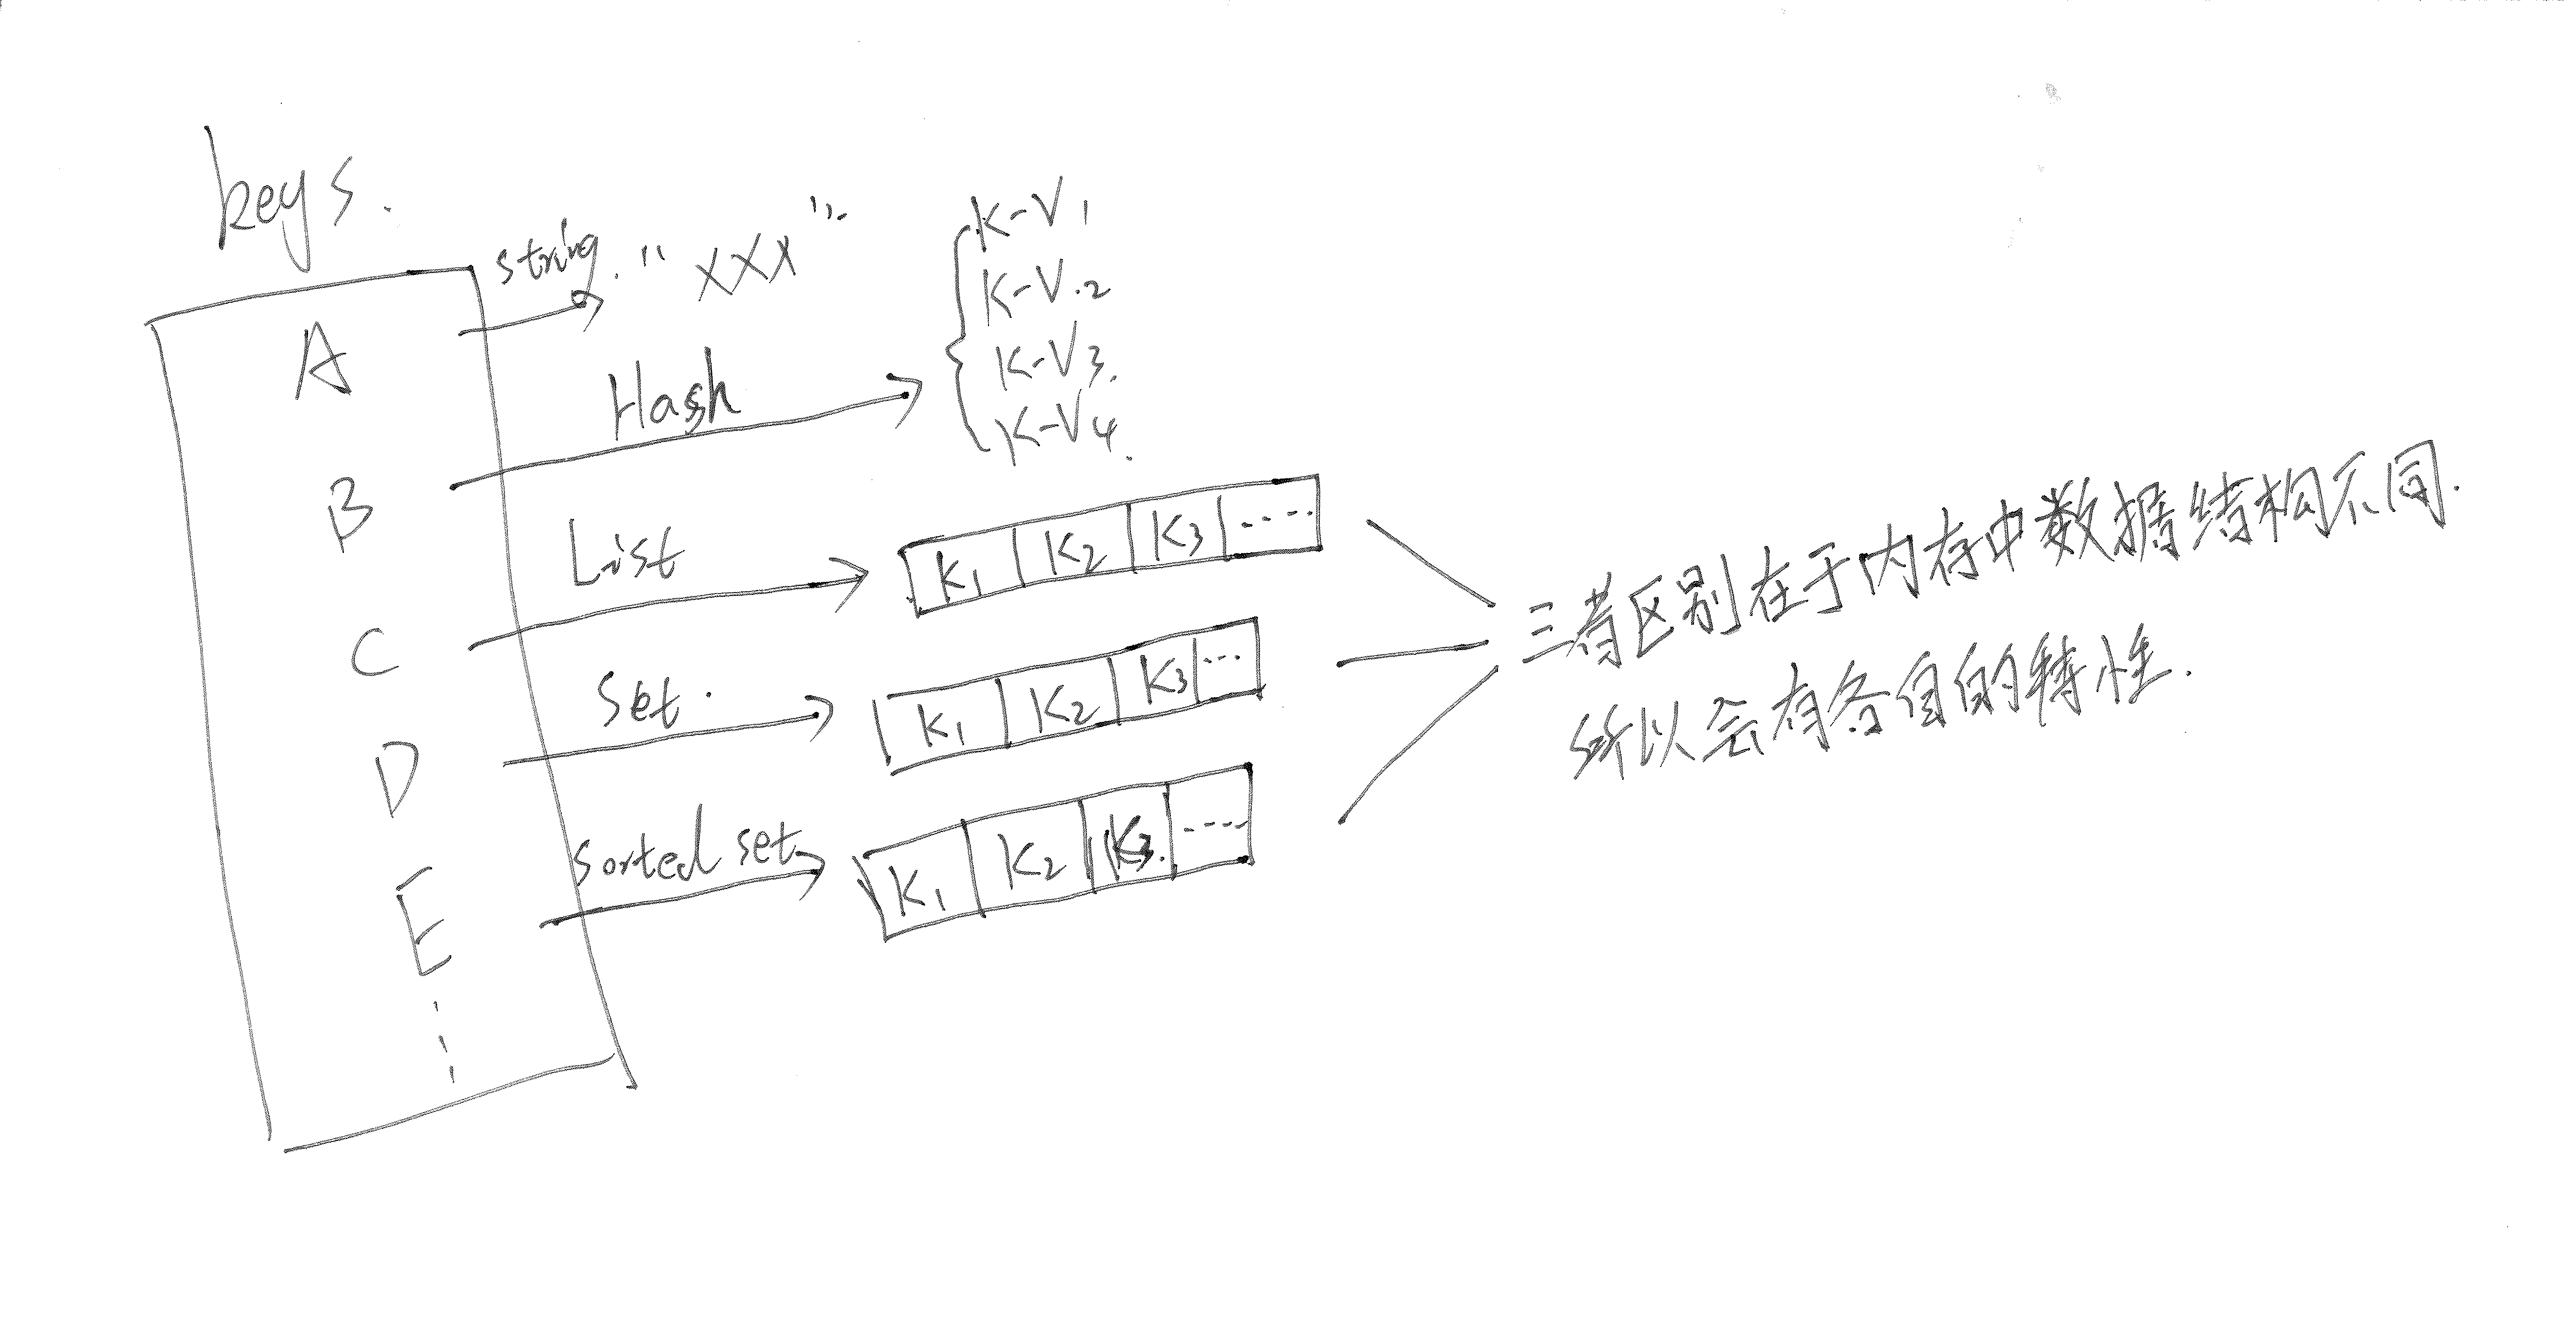 keys.
A
string. "XXX".
B
Hash
K-V1
K-V.2
K-V3.
K-V4.
C
List
K1 K2 K3 -----
D
Set.
K1 K2 K3 ...
E
Sorted set
K1 K2 K3. ----
三者区别在于内存中数据结构不同.
所以会有各自的特性.